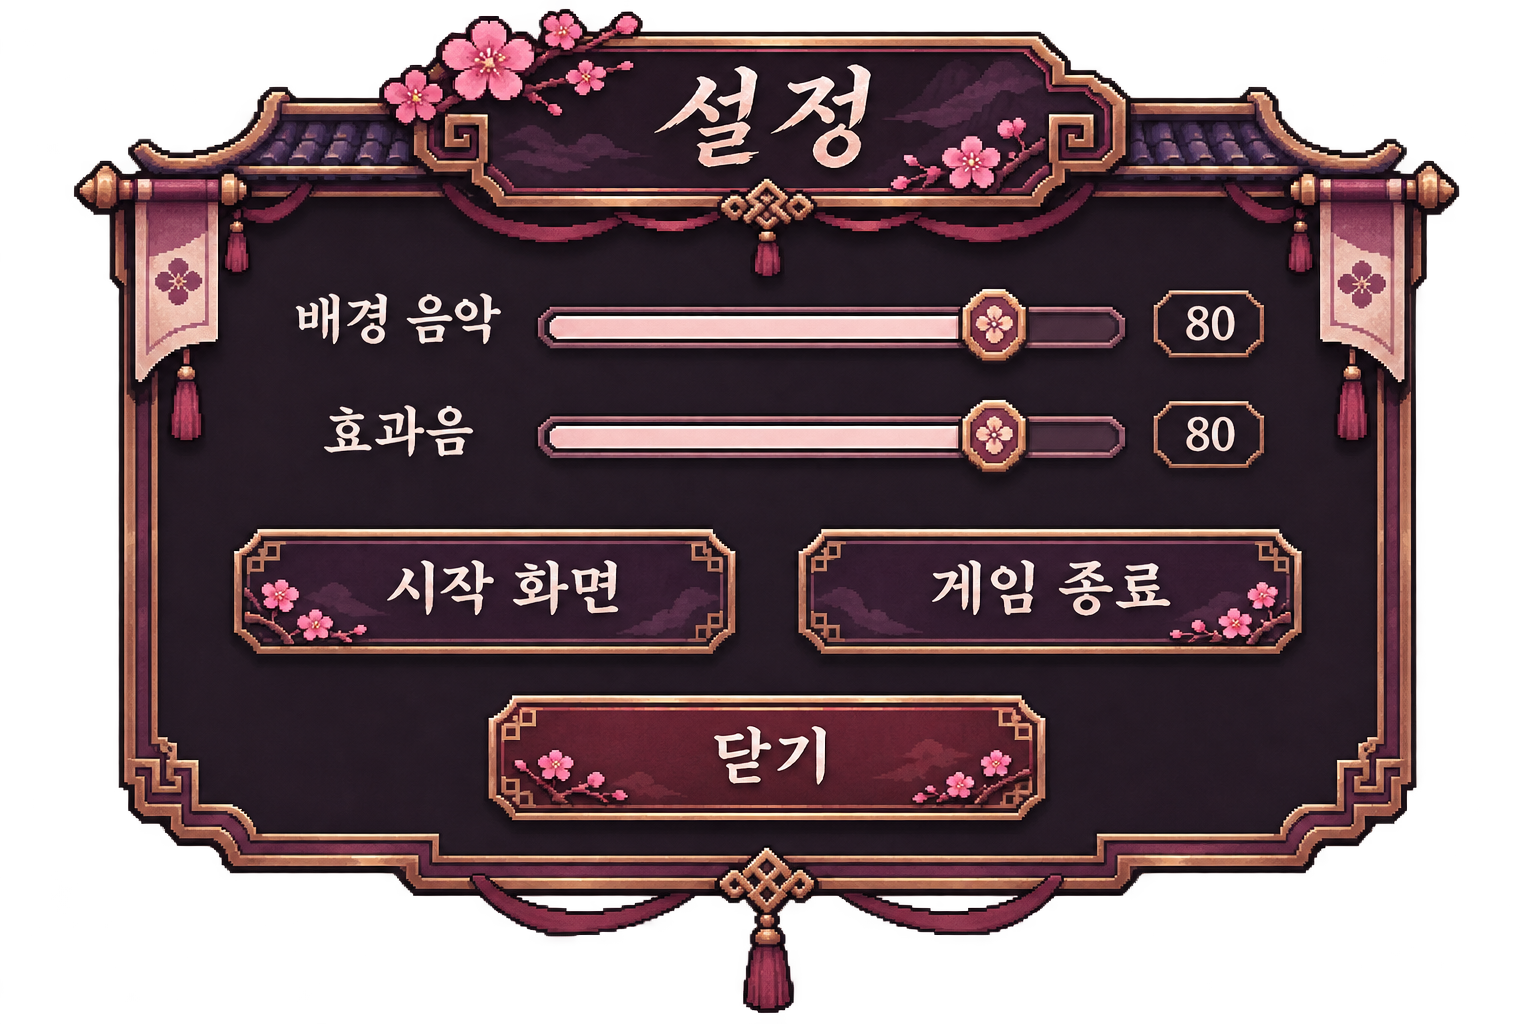 설정
배경 음악 80
효과음 80
시작 화면 게임 종료
닫기